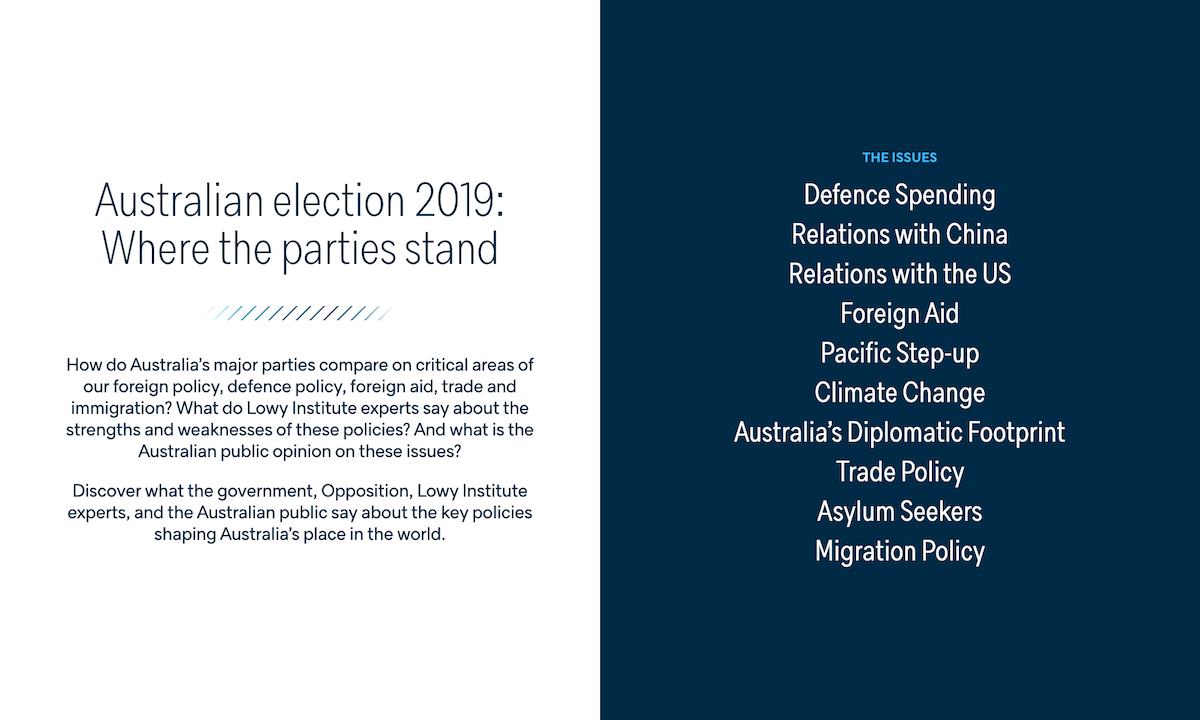 Australian election 2019:
Where the parties stand
How do Australia’s major parties compare on critical areas of
our foreign policy, defence policy, foreign aid, trade and
immigration? What do Lowy Institute experts say about the
strengths and weaknesses of these policies? And what is the
Australian public opinion on these issues?
Discover what the government, Opposition, Lowy Institute
experts, and the Australian public say about the key policies
shaping Australia’s place in the world.
THE ISSUES
Defence Spending
Relations with China
Relations with the US
Foreign Aid
Pacific Step-up
Climate Change
Australia’s Diplomatic Footprint
Trade Policy
Asylum Seekers
Migration Policy